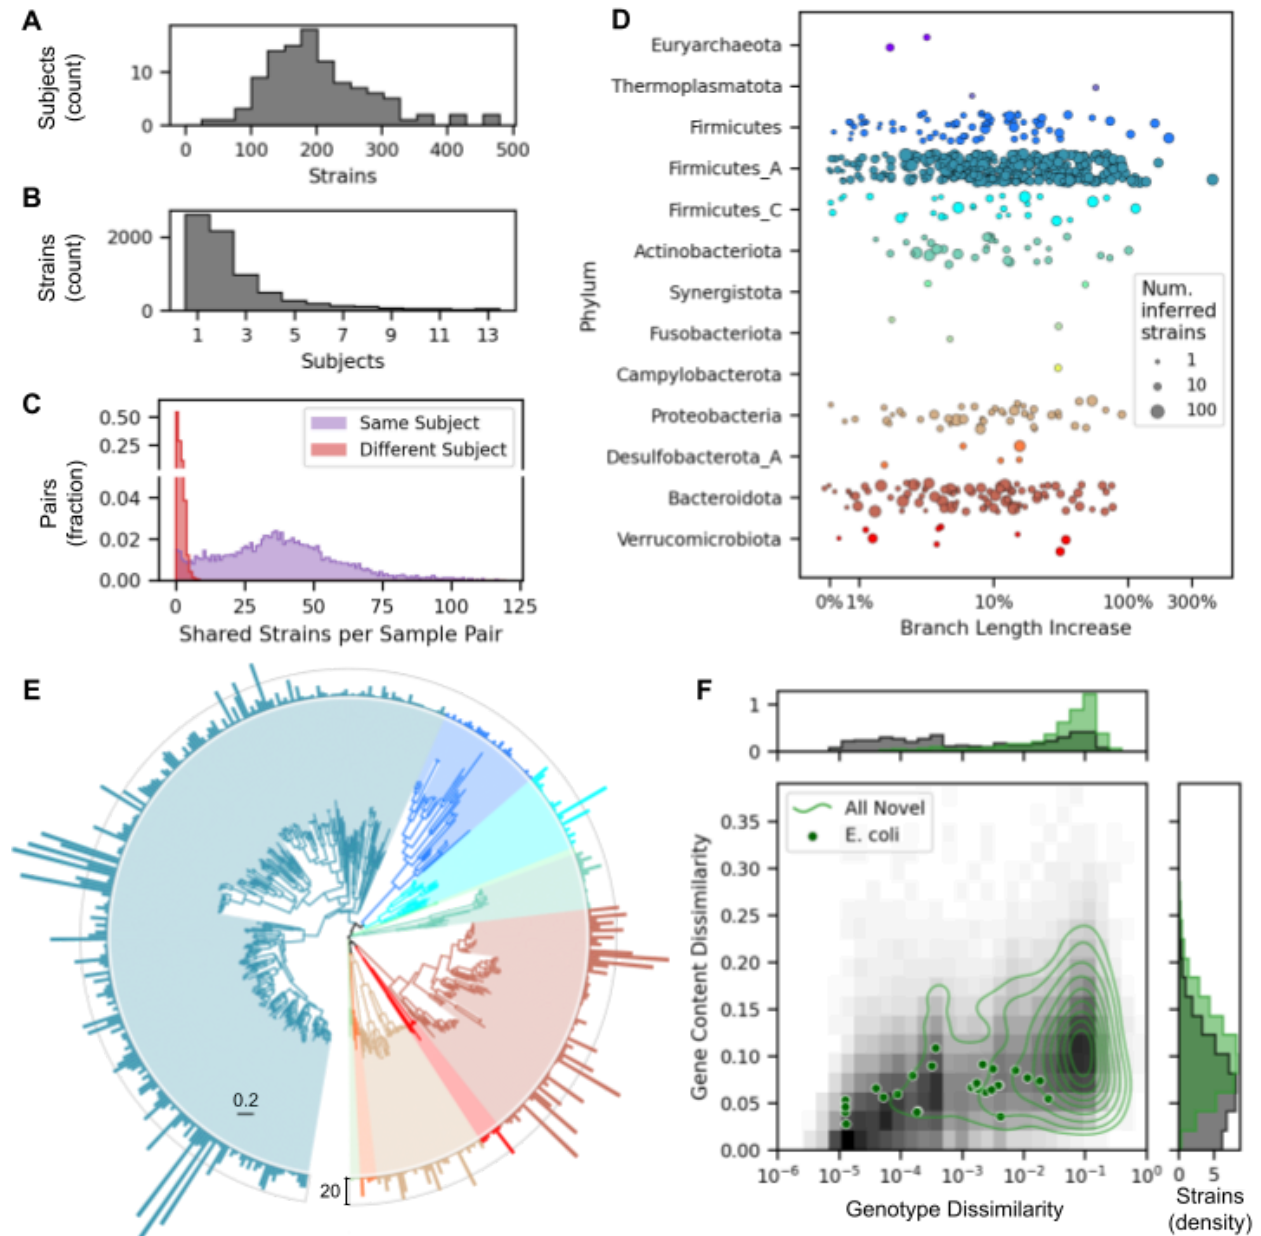 A
Subjects
(count)
10
0
0 100 200 300 400 500
Strains
B
Strains
(count)
2000
0
1 3 5 7 9 11 13
Subjects
C
Pairs
(fraction)
0.50
0.25
0.04
0.02
0.00
Same Subject
Different Subject
0 25 50 75 100 125
Shared Strains per Sample Pair
D
Phylum
Euryarchaeota
Thermoplasmatota
Firmicutes
Firmicutes_A
Firmicutes_C
Actinobacteriota
Synergistota
Fusobacteriota
Campylobacterota
Proteobacteria
Desulfobacterota_A
Bacteroidota
Verrucomicrobiota
Num.
inferred
strains
1
10
100
0% 1% 10% 100% 300%
Branch Length Increase
E
0.2
20
F
1
0
All Novel
E. coli
Gene Content Dissimilarity
0.35
0.30
0.25
0.20
0.15
0.10
0.05
0.00
10⁻⁶ 10⁻⁵ 10⁻⁴ 10⁻³ 10⁻² 10⁻¹ 10⁰
Genotype Dissimilarity
0 5
Strains
(density)